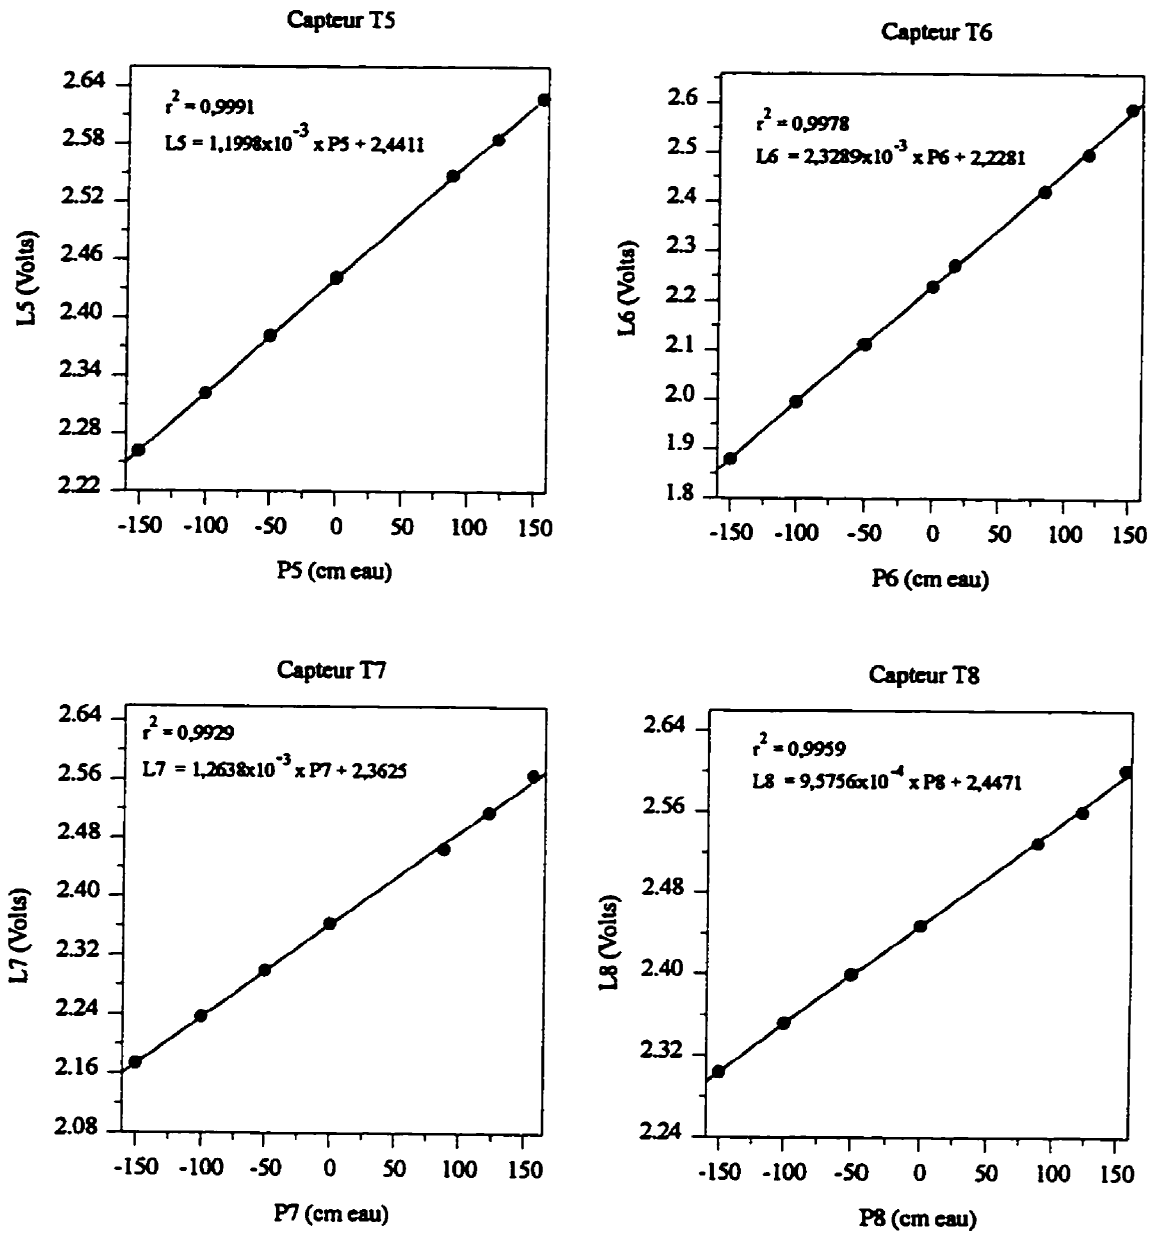 Capteur T5
2.64
2.58
2.52
2.46
2.40
2.34
2.28
2.22
L5 (Volts)
r² = 0,9991
L5 = 1,1998x10⁻³ x P5 + 2,4411
-150 -100 -50 0 50 100 150
P5 (cm eau)
Capteur T6
2.6
2.5
2.4
2.3
2.2
2.1
2.0
1.9
1.8
L6 (Volts)
r² = 0,9978
L6 = 2,3289x10⁻³ x P6 + 2,2281
-150 -100 -50 0 50 100 150
P6 (cm eau)
Capteur T7
2.64
2.56
2.48
2.40
2.32
2.24
2.16
2.08
L7 (Volts)
r² = 0,9929
L7 = 1,2638x10⁻³ x P7 + 2,3625
-150 -100 -50 0 50 100 150
P7 (cm eau)
Capteur T8
2.64
2.56
2.48
2.40
2.32
2.24
L8 (Volts)
r² = 0,9959
L8 = 9,5756x10⁻⁴ x P8 + 2,4471
-150 -100 -50 0 50 100 150
P8 (cm eau)